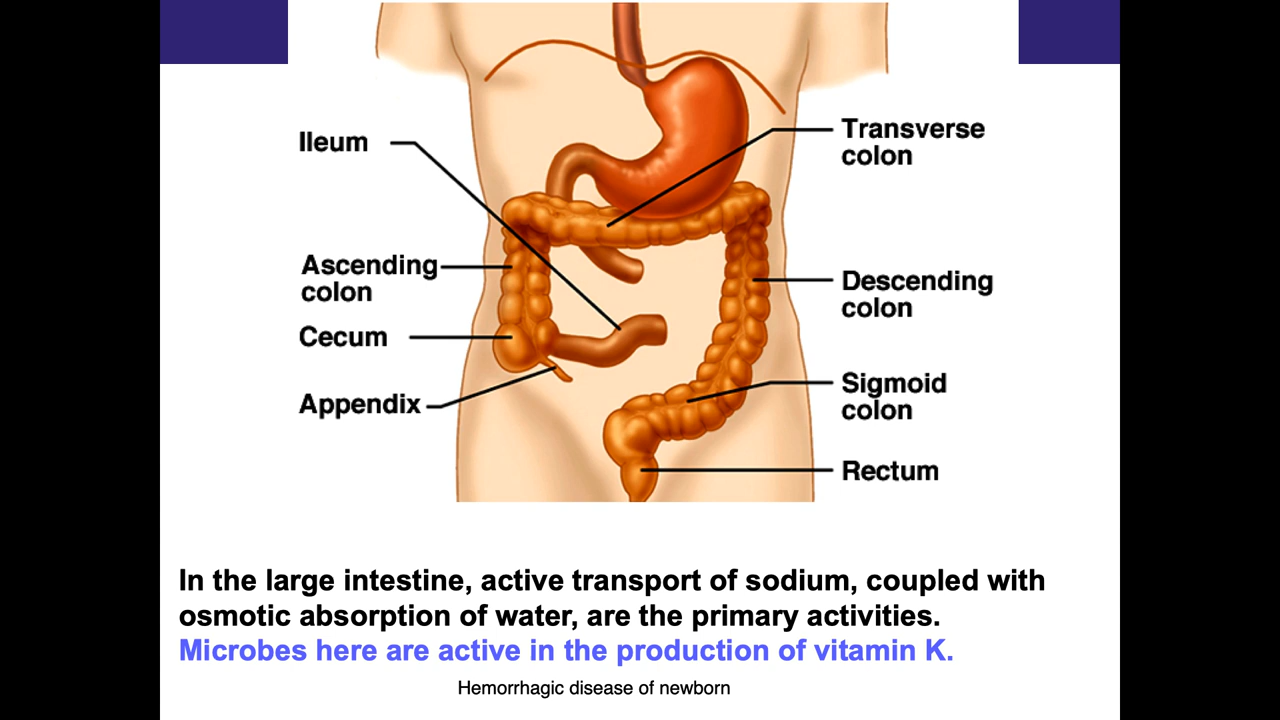 Ileum
Transverse
colon
Ascending
colon
Descending
colon
Cecum
Sigmoid
colon
Appendix
Rectum
In the large intestine, active transport of sodium, coupled with
osmotic absorption of water, are the primary activities.
Microbes here are active in the production of vitamin K.
Hemorrhagic disease of newborn